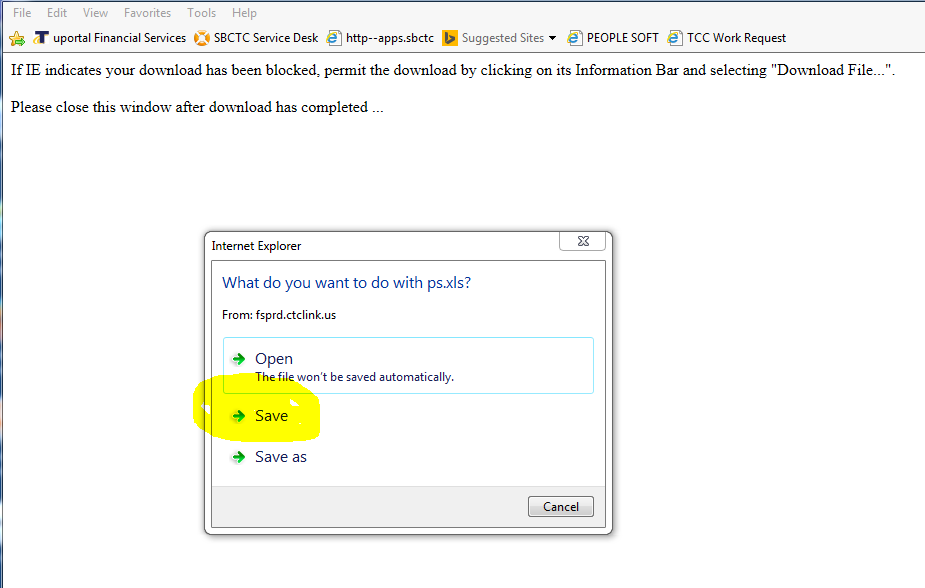 File Edit View Favorites Tools Help
uportal Financial Services SBCTC Service Desk http--apps.sbctc Suggested Sites PEOPLE SOFT TCC Work Request
If IE indicates your download has been blocked, permit the download by clicking on its Information Bar and selecting "Download File...".
Please close this window after download has completed ...
Internet Explorer
What do you want to do with ps.xls?
From: fsprd.ctclink.us
Open
The file won't be saved automatically.
Save
Save as
Cancel